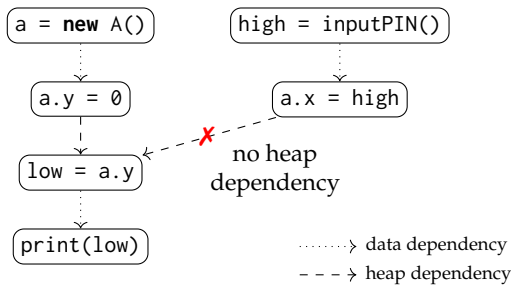 a = new A()
high = inputPIN()
a.y = 0
a.x = high
✗
no heap
dependency
low = a.y
print(low)
data dependency
heap dependency